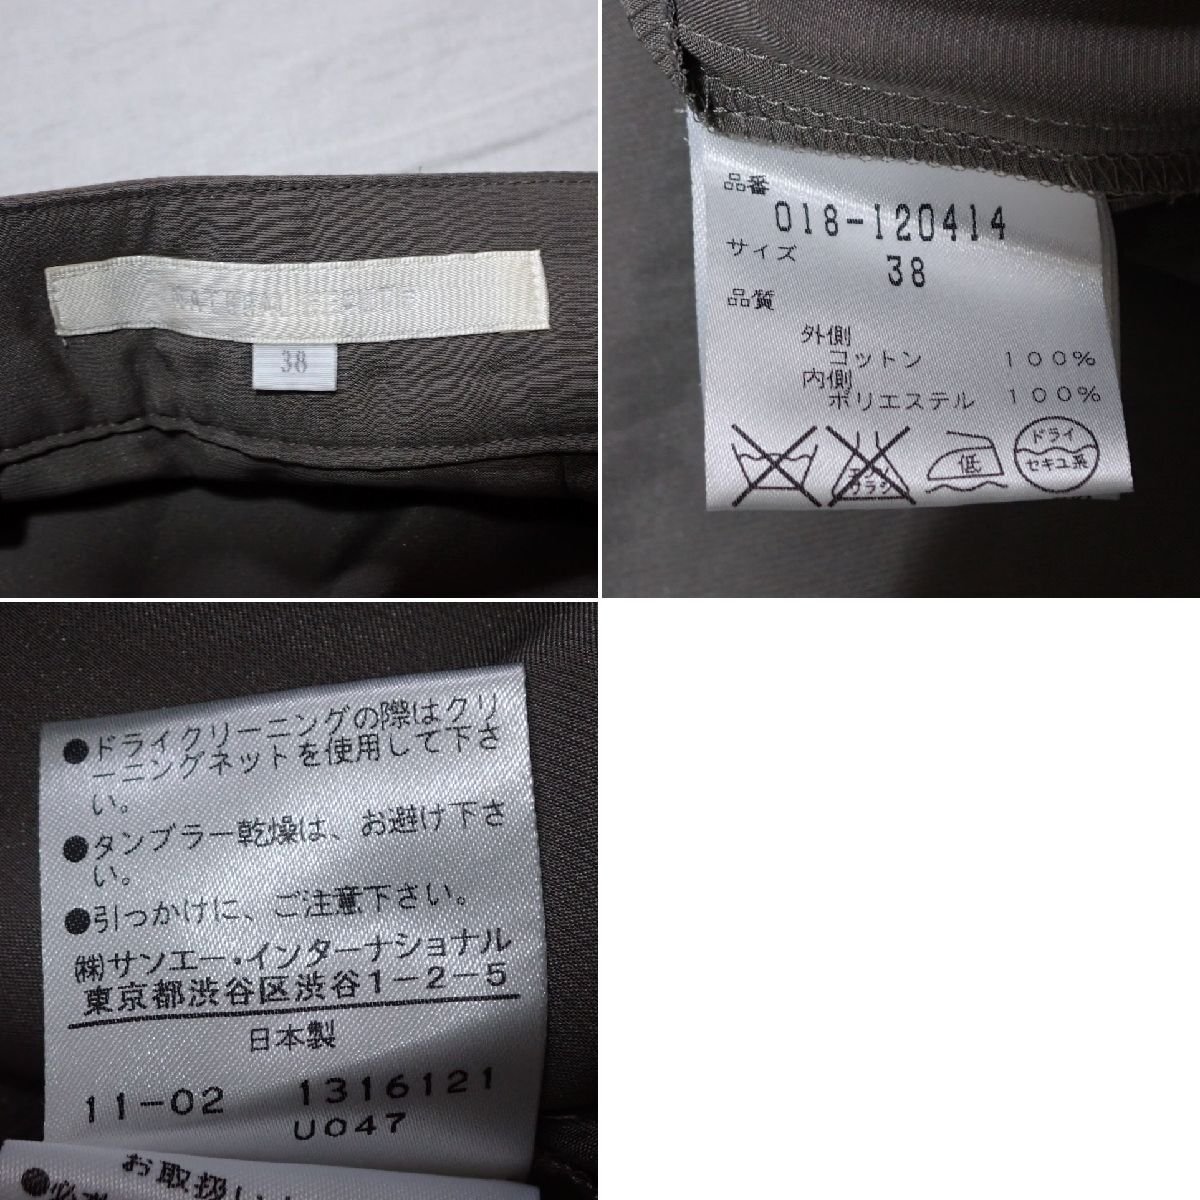 38
品番
018-120414
サイズ
38
品質
外側
コットン 100%
内側
ポリエステル 100%
エンソ
サラシ
低
ドライ
セキユ系
●ドライクリーニングの際はクリ
ーニングネットを使用して下さ
い。
●タンブラー乾燥は、お避け下さ
い。
●引っかけに、ご注意下さい。
㈱サンエー・インターナショナル
東京都渋谷区渋谷1-2-5
日本製
11-02 1316121
U047
お取扱い